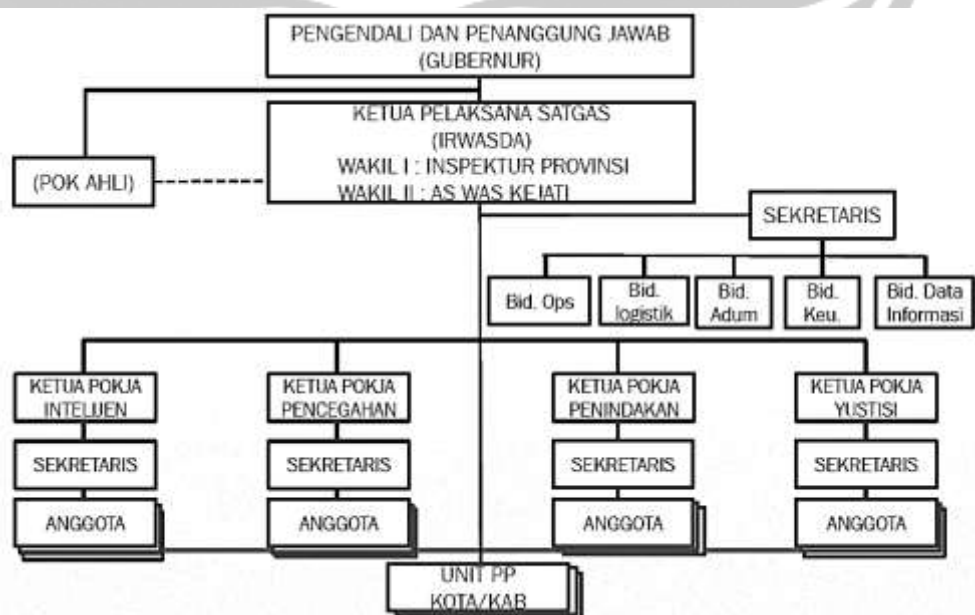 PENGENDALI DAN PENANGGUNG JAWAB
(GUBERNUR)
KETUA PELAKSANA SATGAS
(IRWASDA)
WAKIL I : INSPEKTUR PROVINSI
WAKIL II : AS WAS KEJATI
(POK AHLI)
SEKRETARIS
Bid. Ops
Bid.
logistik
Bid.
Adum
Bid.
Keu.
Bid. Data
Informasi
KETUA POKJA
INTELIJEN
KETUA POKJA
PENCEGAHAN
KETUA POKJA
PENINDAKAN
KETUA POKJA
YUSTISI
SEKRETARIS
SEKRETARIS
SEKRETARIS
SEKRETARIS
ANGGOTA
ANGGOTA
ANGGOTA
ANGGOTA
UNIT PP
KOTA/KAB